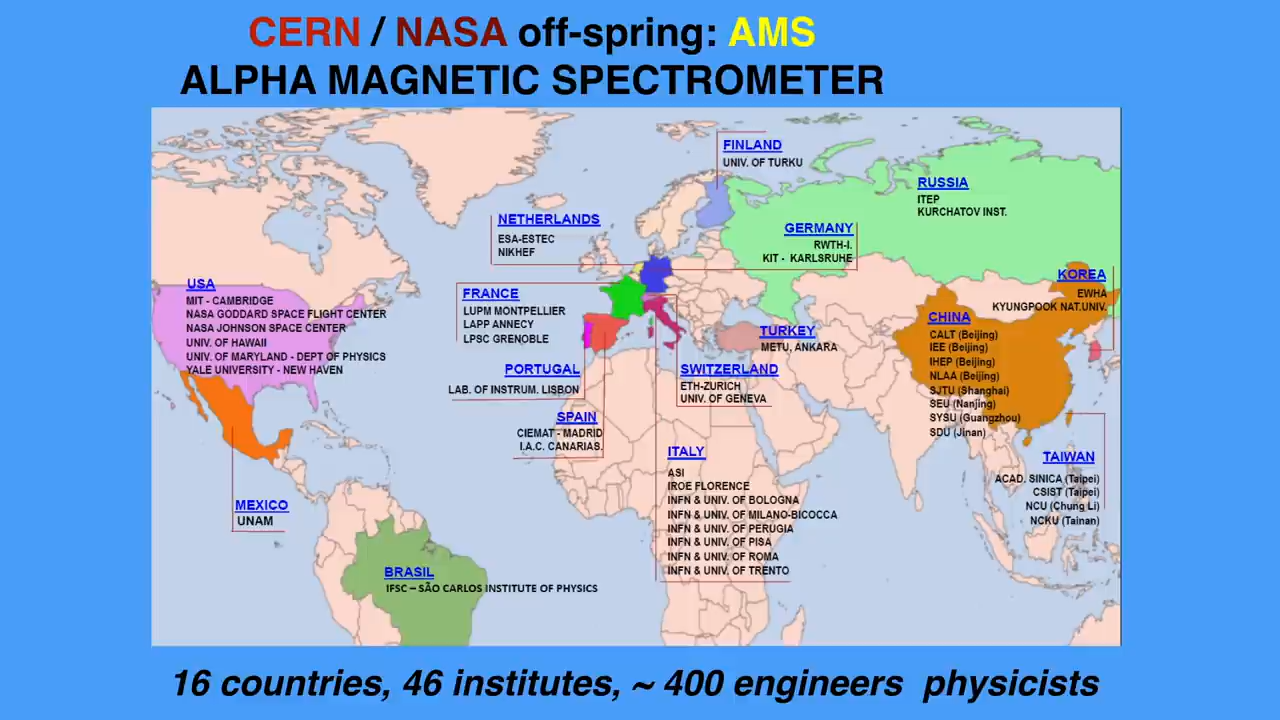 CERN / NASA off-spring: AMS
ALPHA MAGNETIC SPECTROMETER
FINLAND
UNIV. OF TURKU
RUSSIA
ITEP
KURCHATOV INST.
NETHERLANDS
ESA-ESTEC
NIKHEF
GERMANY
RWTH-I.
KIT - KARLSRUHE
USA
MIT - CAMBRIDGE
NASA GODDARD SPACE FLIGHT CENTER
NASA JOHNSON SPACE CENTER
UNIV. OF HAWAII
UNIV. OF MARYLAND - DEPT OF PHYSICS
YALE UNIVERSITY - NEW HAVEN
FRANCE
LUPM MONTPELLIER
LAPP ANNECY
LPSC GRENOBLE
KOREA
EWHA
KYUNGPOOK NAT.UNIV.
CHINA
CALT (Beijing)
IEE (Beijing)
IHEP (Beijing)
NLAA (Beijing)
SJTU (Shanghai)
SEU (Nanjing)
SYSU (Guangzhou)
SDU (Jinan)
TURKEY
METU, ANKARA
PORTUGAL
LAB. OF INSTRUM. LISBON
SWITZERLAND
ETH-ZURICH
UNIV. OF GENEVA
SPAIN
CIEMAT - MADRID
I.A.C. CANARIAS.
ITALY
ASI
IROE FLORENCE
INFN & UNIV. OF BOLOGNA
INFN & UNIV. OF MILANO-BICOCCA
INFN & UNIV. OF PERUGIA
INFN & UNIV. OF PISA
INFN & UNIV. OF ROMA
INFN & UNIV. OF TRENTO
TAIWAN
ACAD. SINICA (Taipei)
CSIST (Taipei)
NCU (Chung Li)
NCKU (Tainan)
MEXICO
UNAM
BRASIL
IFSC – SÃO CARLOS INSTITUTE OF PHYSICS
16 countries, 46 institutes, ~ 400 engineers physicists